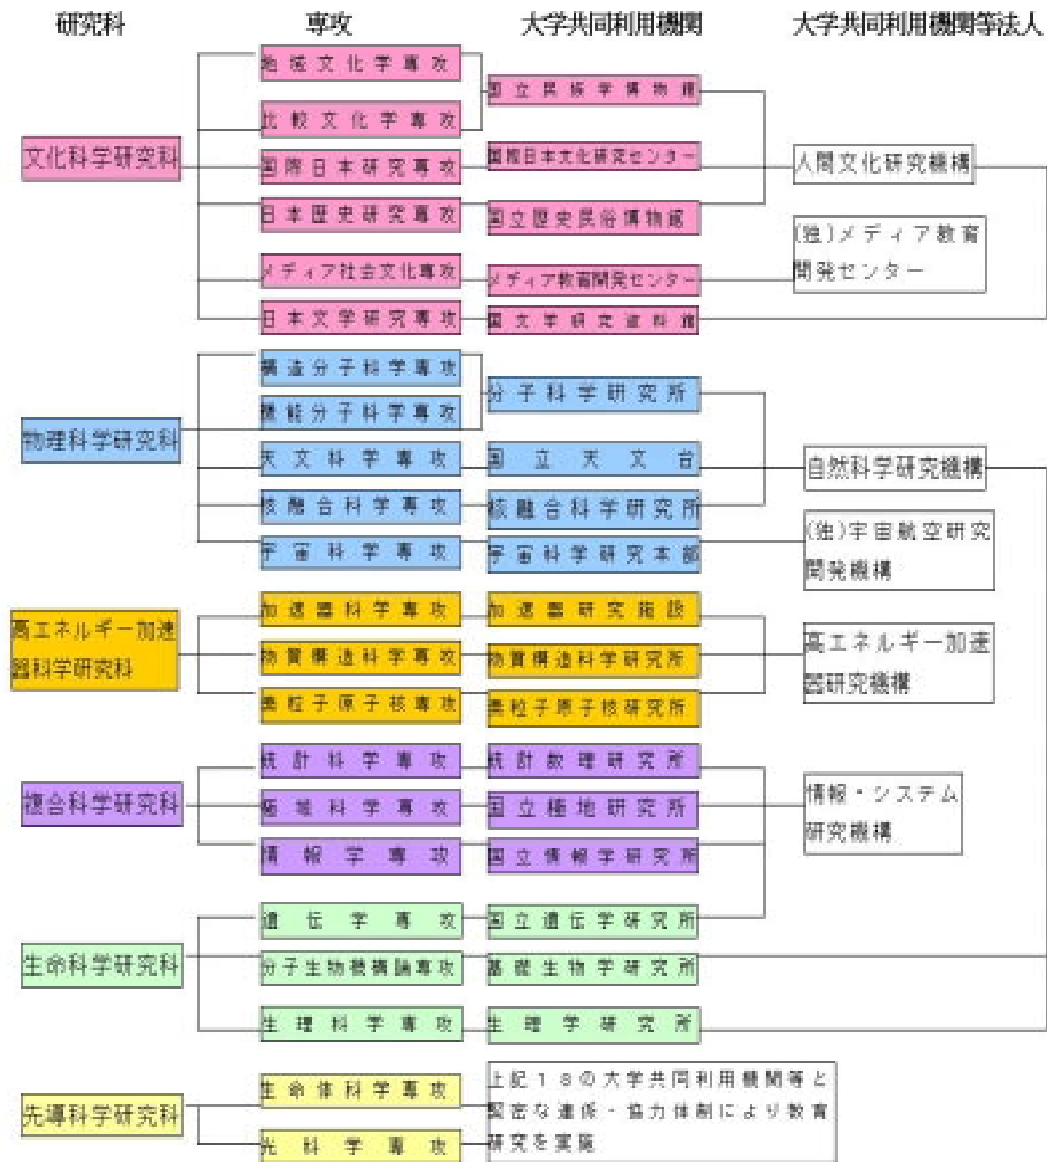 研究科 専攻 大学共同利用機関 大学共同利用機関等法人
文化科学研究科
地域文化学専攻
比較文化学専攻
国際日本研究専攻
日本歴史研究専攻
メディア社会文化専攻
日本文学研究専攻
国立民族学博物館
国際日本文化研究センター
国立歴史民俗博物館
メディア教育開発センター
国文学研究資料館
人間文化研究機構
(独)メディア教育
開発センター
物理科学研究科
構造分子科学専攻
機能分子科学専攻
天文科学専攻
核融合科学専攻
宇宙科学専攻
分子科学研究所
国立天文台
核融合科学研究所
宇宙科学研究本部
自然科学研究機構
(独)宇宙航空研究
開発機構
高エネルギー加速
器科学研究科
加速器科学専攻
物質構造科学専攻
素粒子原子核専攻
加速器研究施設
物質構造科学研究所
素粒子原子核研究所
高エネルギー加速
器研究機構
複合科学研究科
統計科学専攻
極域科学専攻
情報学専攻
統計数理研究所
国立極地研究所
国立情報学研究所
情報・システム
研究機構
生命科学研究科
遺伝学専攻
分子生物機構論専攻
生理科学専攻
国立遺伝学研究所
基礎生物学研究所
生理学研究所
先導科学研究科
生命体科学専攻
光科学専攻
上記18の大学共同利用機関等と
緊密な連係・協力体制により教育
研究を実施